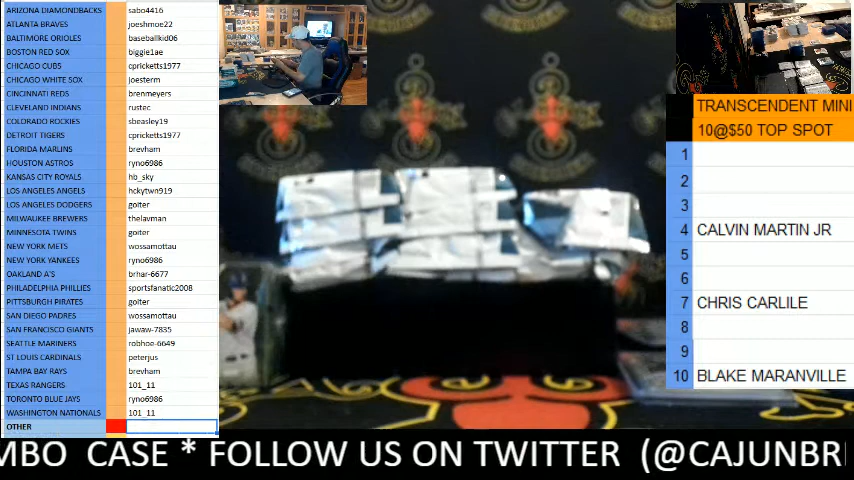 ARIZONA DIAMONDBACKS sabo4416
ATLANTA BRAVES joeshmoe22
BALTIMORE ORIOLES baseballkid06
BOSTON RED SOX biggie1ae
CHICAGO CUBS cpricketts1977
CHICAGO WHITE SOX joesterm
CINCINNATI REDS brenmeyers
CLEVELAND INDIANS rustec
COLORADO ROCKIES sbeasley19
DETROIT TIGERS cpricketts1977
FLORIDA MARLINS brevham
HOUSTON ASTROS ryno6986
KANSAS CITY ROYALS hb_sky
LOS ANGELES ANGELS hckytwn919
LOS ANGELES DODGERS golter
MILWAUKEE BREWERS thelavman
MINNESOTA TWINS golter
NEW YORK METS wossamottau
NEW YORK YANKEES ryno6986
OAKLAND A'S brhar-6677
PHILADELPHIA PHILLIES sportsfanatic2008
PITTSBURGH PIRATES golter
SAN DIEGO PADRES wossamottau
SAN FRANCISCO GIANTS jawaw-7835
SEATTLE MARINERS robhoe-6649
ST LOUIS CARDINALS peterjus
TAMPA BAY RAYS brevham
TEXAS RANGERS 101_11
TORONTO BLUE JAYS ryno6986
WASHINGTON NATIONALS 101_11
OTHER
TRANSCENDENT MINI
10@$50 TOP SPOT
1
2
3
4 CALVIN MARTIN JR
5
6
7 CHRIS CARLILE
8
9
10 BLAKE MARANVILLE
MBO CASE * FOLLOW US ON TWITTER (@CAJUNBR